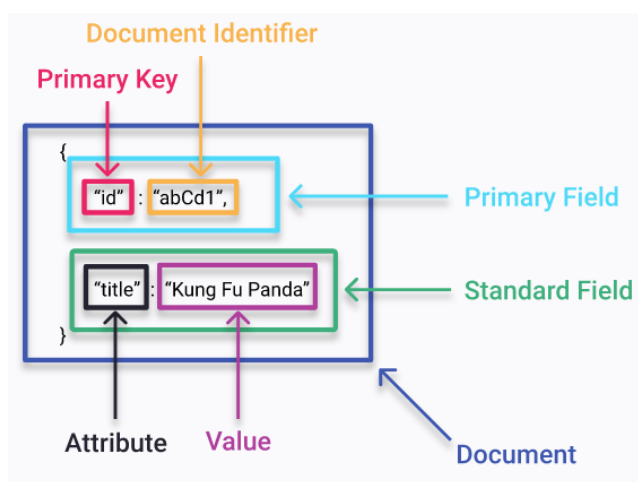 Document Identifier
Primary Key
{
“id” : “abCd1”,
Primary Field
“title” : “Kung Fu Panda”
Standard Field
}
Attribute
Value
Document